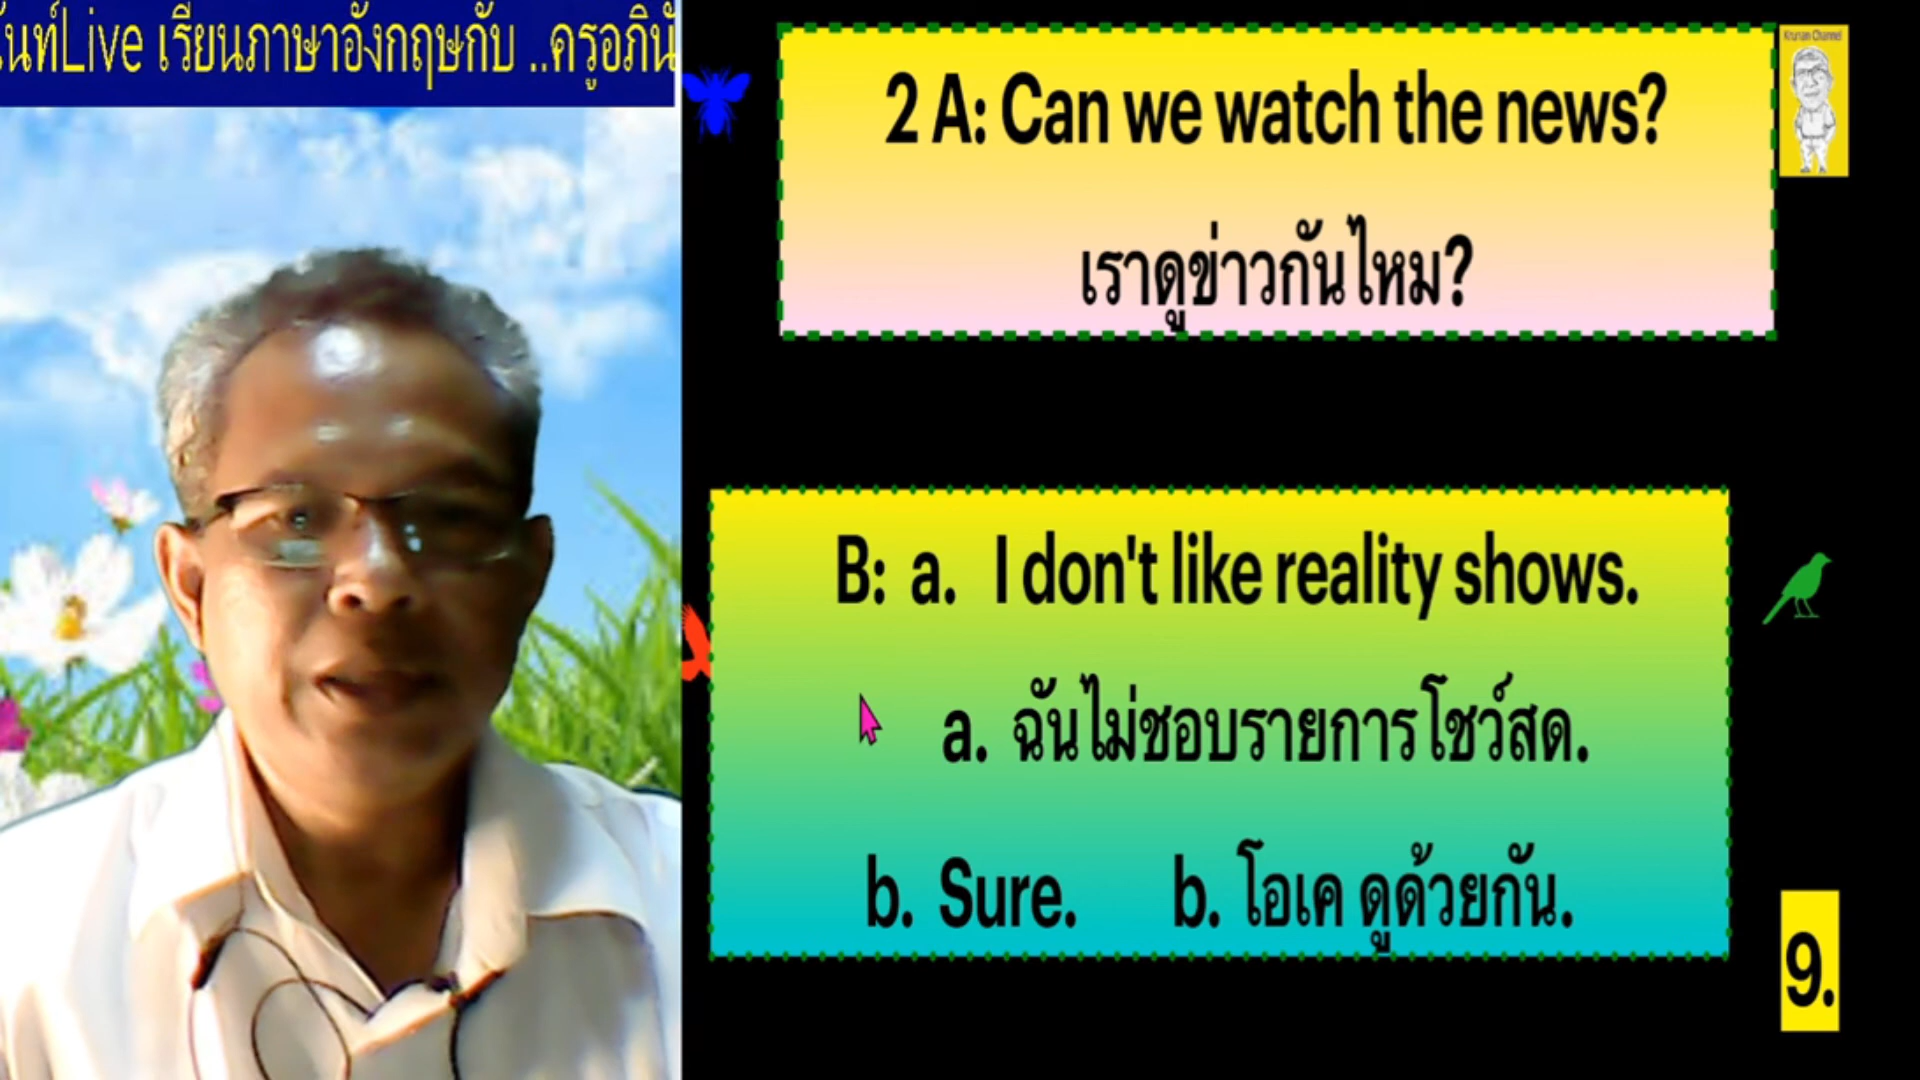 นท์Live เรียนภาษาอังกฤษกับ ..ครูอภินั
2 A: Can we watch the news?
เราดูข่าวกันไหม?
Krunan Channel
B: a. I don't like reality shows.
a. ฉันไม่ชอบรายการโชว์สด.
b. Sure. b. โอเค ดูด้วยกัน.
9.